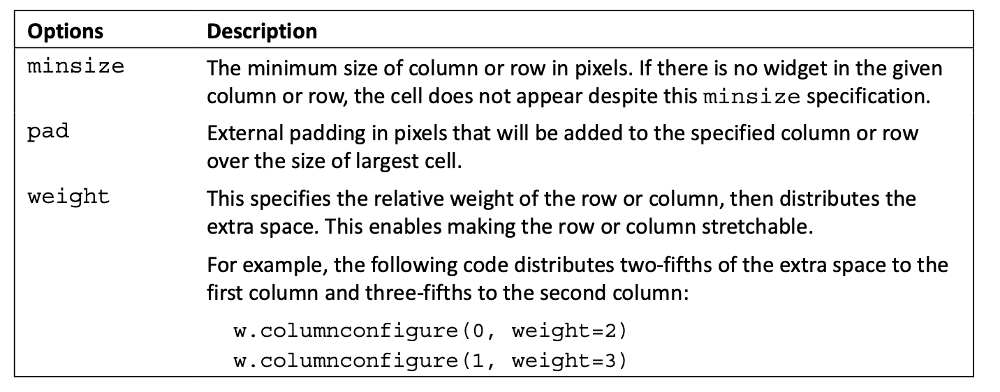 Options Description
minsize The minimum size of column or row in pixels. If there is no widget in the given
column or row, the cell does not appear despite this minsize specification.
pad External padding in pixels that will be added to the specified column or row
over the size of largest cell.
weight This specifies the relative weight of the row or column, then distributes the
extra space. This enables making the row or column stretchable.
For example, the following code distributes two-fifths of the extra space to the
first column and three-fifths to the second column:
w.columnconfigure(0, weight=2)
w.columnconfigure(1, weight=3)